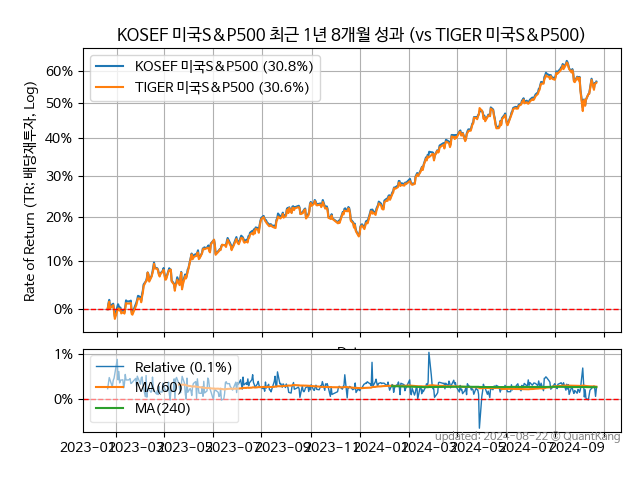 KOSEF 미국S&P500 최근 1년 8개월 성과 (vs TIGER 미국S&P500)
Rate of Return (TR; 배당재투자, Log)
60%
50%
40%
30%
20%
10%
0%
KOSEF 미국S&P500 (30.8%)
TIGER 미국S&P500 (30.6%)
1%
0%
Relative (0.1%)
MA(60)
MA(240)
2023-01 2023-03 2023-05 2023-07 2023-09 2023-11 2024-01 2024-03 2024-05 2024-07 2024-09
updated: 2024-08-22 © QuantKang